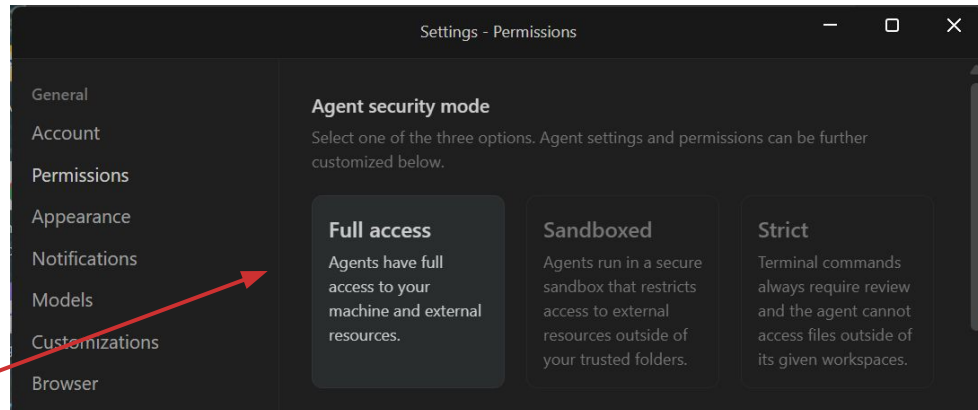 Settings - Permissions
General
Account
Permissions
Appearance
Notifications
Models
Customizations
Browser
Agent security mode
Select one of the three options. Agent settings and permissions can be further
customized below.
Full access
Agents have full
access to your
machine and external
resources.
Sandboxed
Agents run in a secure
sandbox that restricts
access to external
resources outside of
your trusted folders.
Strict
Terminal commands
always require review
and the agent cannot
access files outside of
its given workspaces.